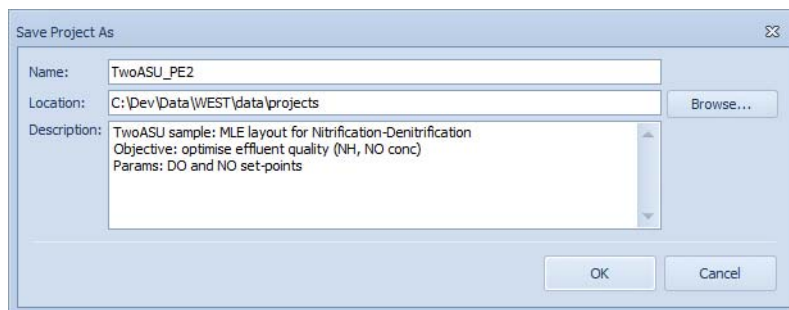 Save Project As
Name: TwoASU_PE2
Location: C:\Dev\Data\WEST\data\projects Browse...
Description: TwoASU sample: MLE layout for Nitrification-Denitrification
Objective: optimise effluent quality (NH, NO conc)
Params: DO and NO set-points
OK Cancel